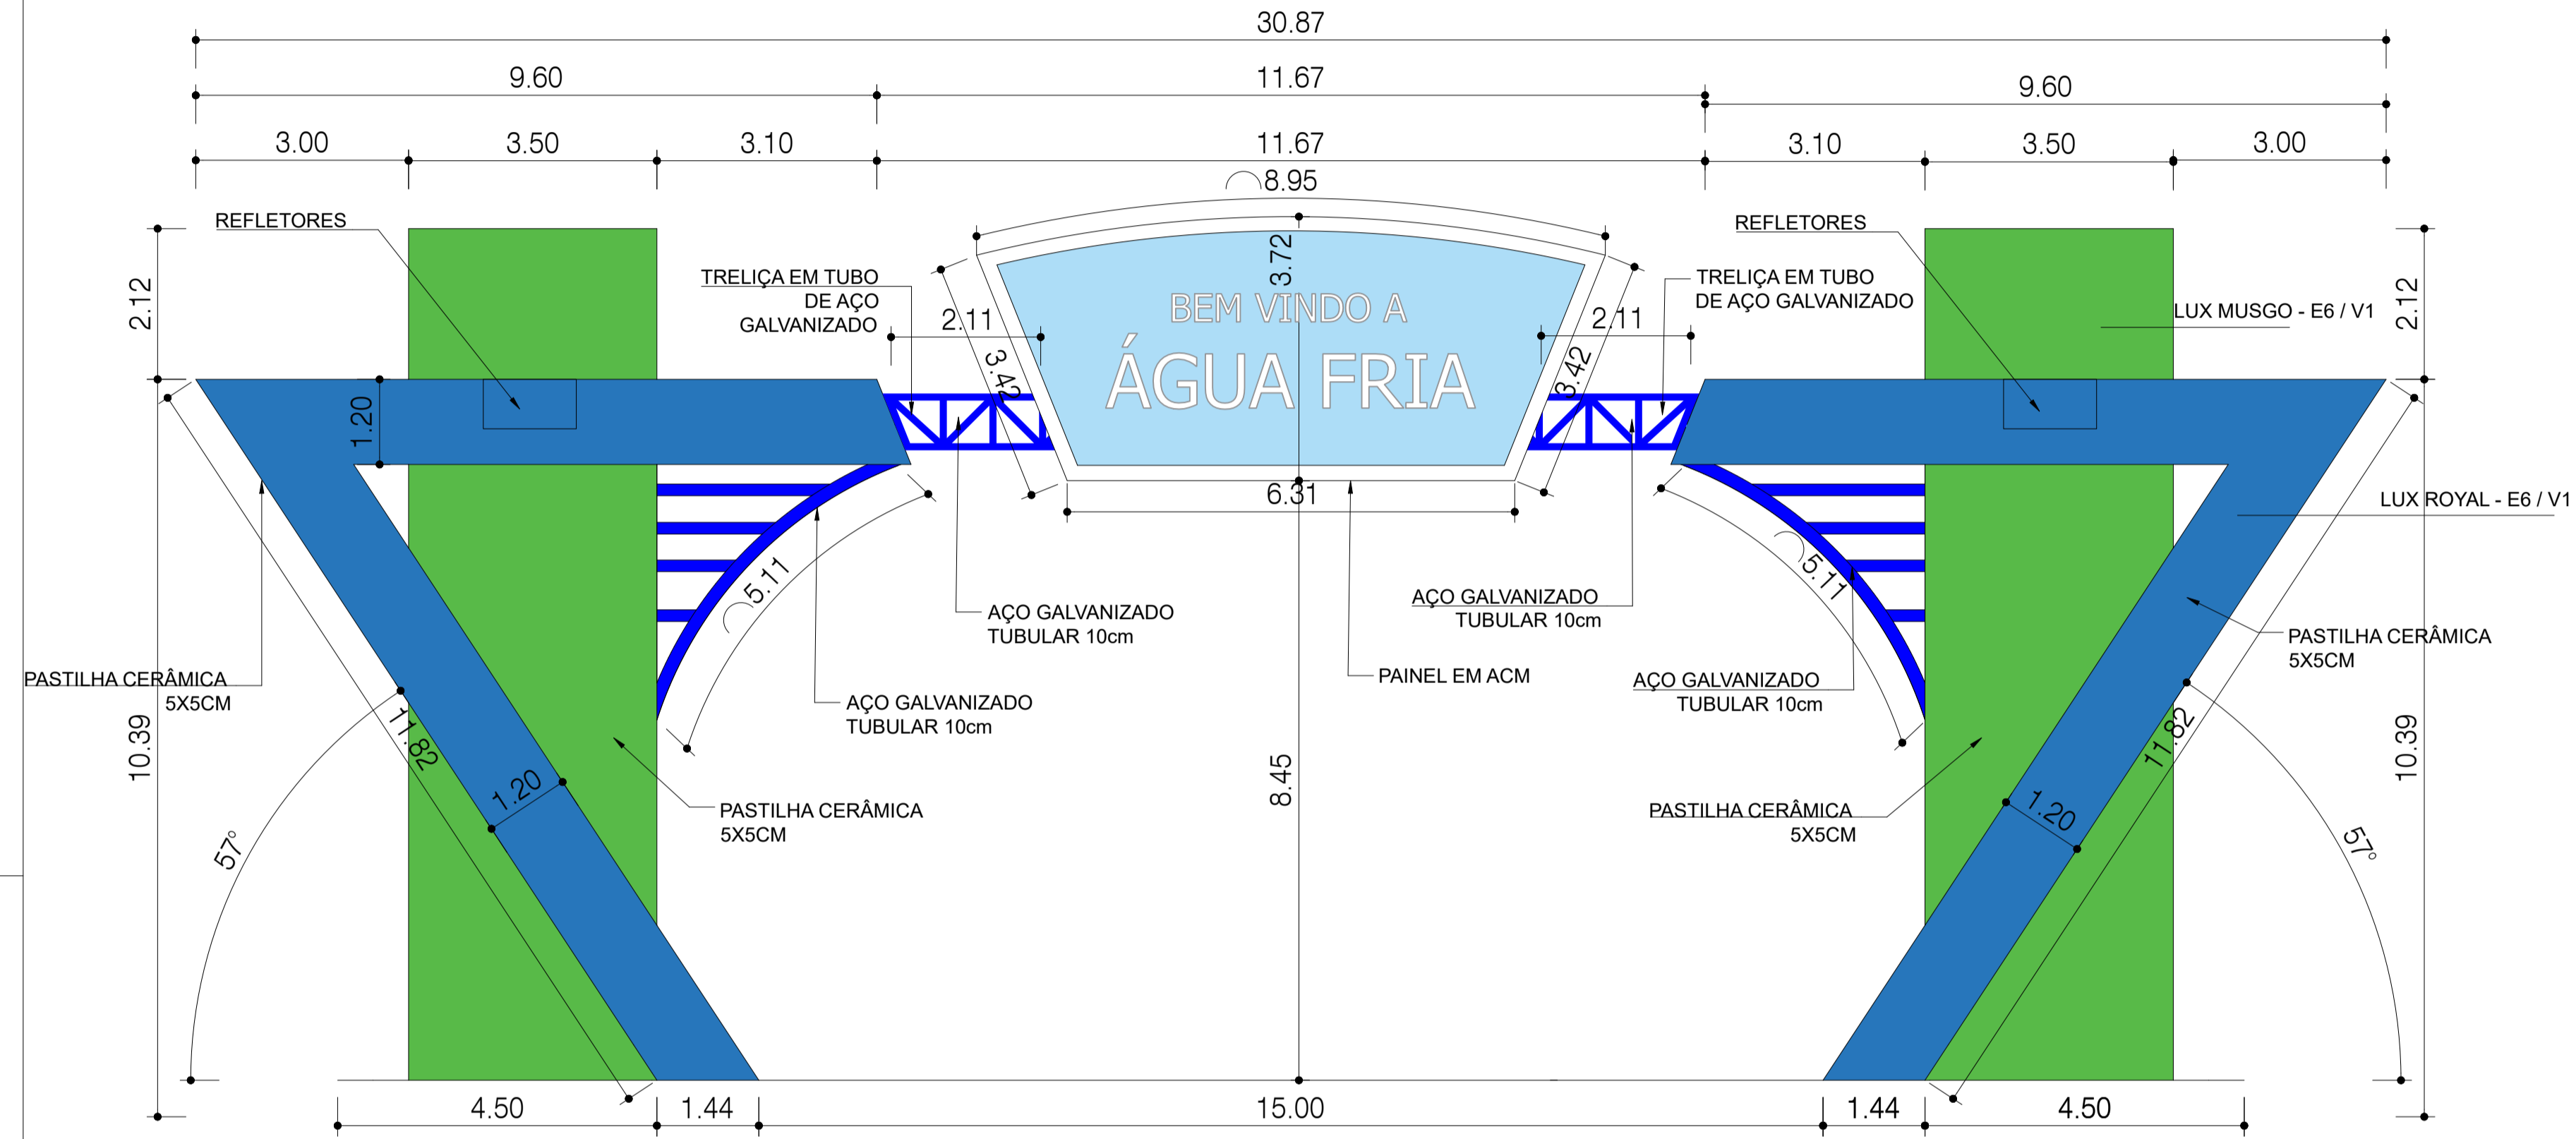 30.87
9.60
11.67
9.60
3.00
3.50
3.10
11.67
3.10
3.50
3.00
8.95
REFLETORES
REFLETORES
2.12
3.72
2.12
TRELIÇA EM TUBO
DE AÇO
GALVANIZADO
TRELIÇA EM TUBO
DE AÇO GALVANIZADO
2.11
2.11
LUX MUSGO - E6 / V1
BEM VINDO A
ÁGUA FRIA
3.42
3.42
1.20
6.31
LUX ROYAL - E6 / V1
5.11
5.11
AÇO GALVANIZADO
TUBULAR 10cm
AÇO GALVANIZADO
TUBULAR 10cm
PASTILHA CERÂMICA
5X5CM
PASTILHA CERÂMICA
5X5CM
PAINEL EM ACM
AÇO GALVANIZADO
TUBULAR 10cm
AÇO GALVANIZADO
TUBULAR 10cm
10.39
11.82
8.45
11.82
10.39
1.20
1.20
PASTILHA CERÂMICA
5X5CM
PASTILHA CERÂMICA
5X5CM
57°
57°
4.50
1.44
15.00
1.44
4.50